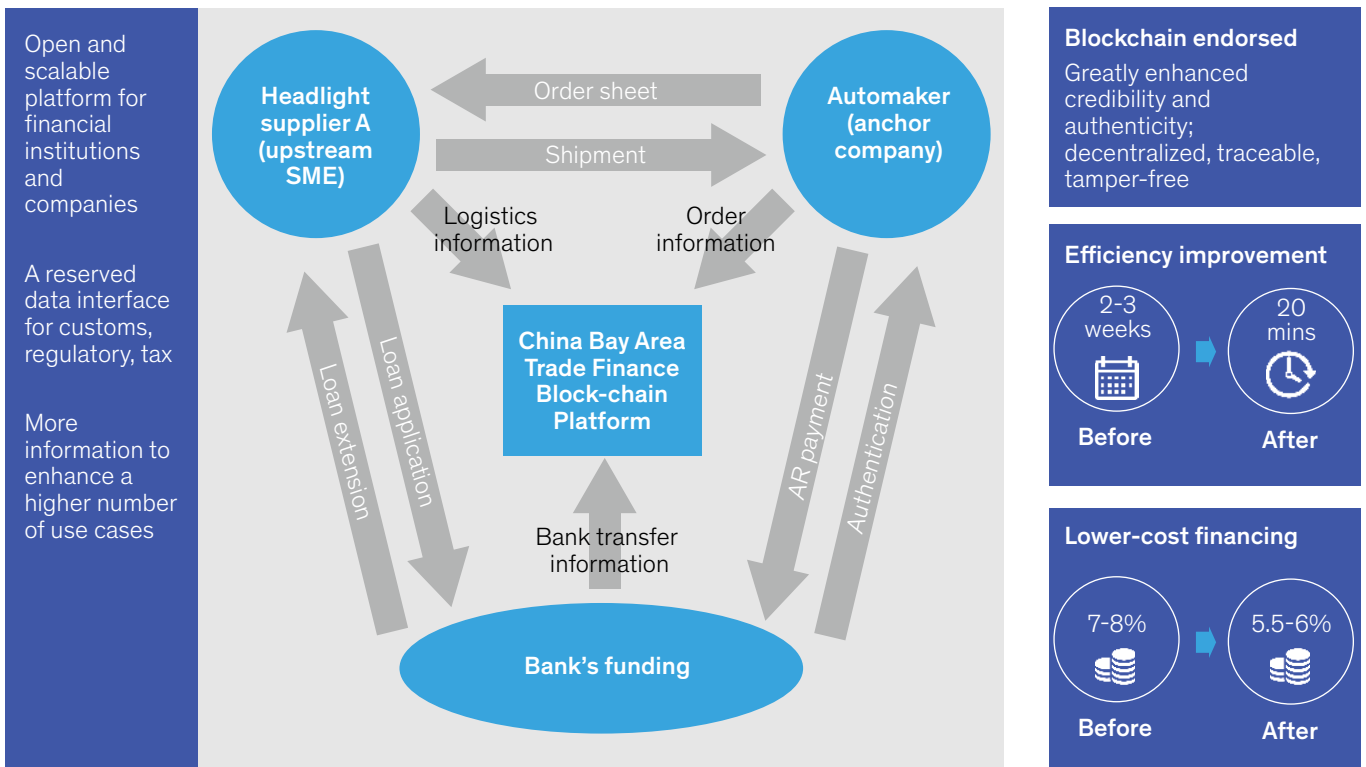 Open and
scalable
platform for
financial
institutions
and
companies
A reserved
data interface
for customs,
regulatory, tax
More
information to
enhance a
higher number
of use cases
Headlight
supplier A
(upstream
SME)
Order sheet
Shipment
Automaker
(anchor
company)
Logistics
information
Order
information
China Bay Area
Trade Finance
Block-chain
Platform
Loan extension
Loan application
AR payment
Authentication
Bank transfer
information
Bank’s funding
Blockchain endorsed
Greatly enhanced
credibility and
authenticity;
decentralized, traceable,
tamper-free
Efficiency improvement
2-3
weeks
20
mins
Before
After
Lower-cost financing
7-8%
5.5-6%
Before
After